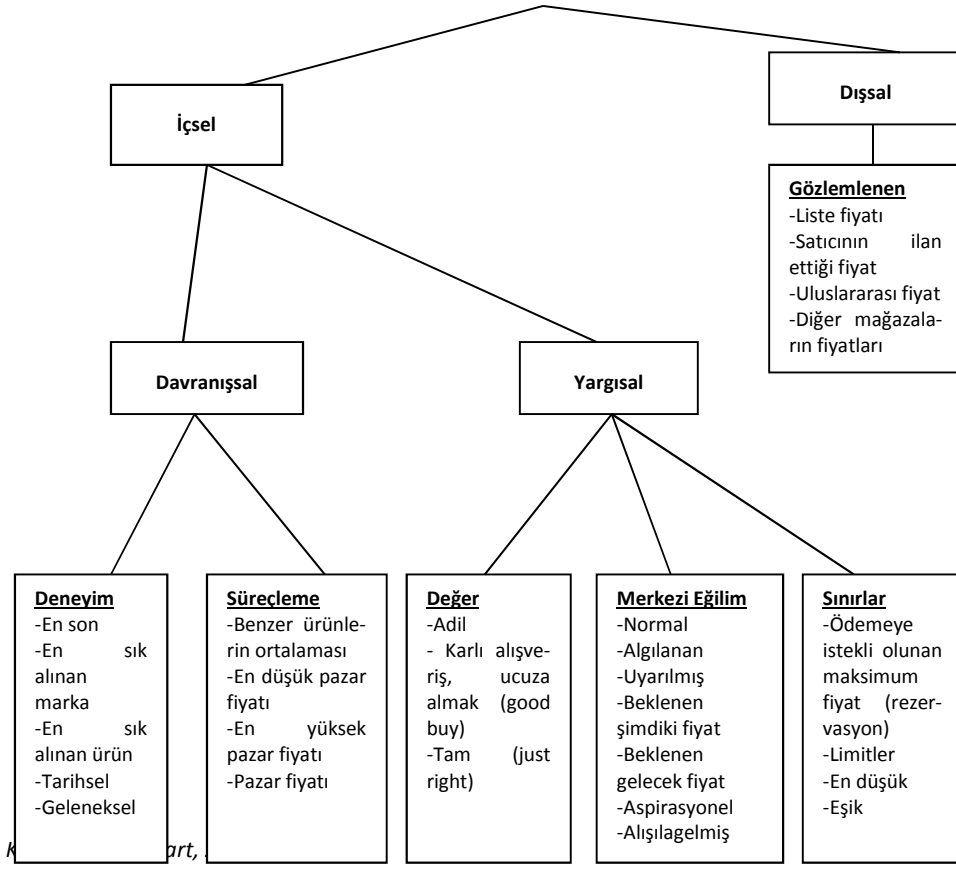 İçsel
Dışsal
Gözlemlenen
-Liste fiyatı
-Satıcının ilan
ettiği fiyat
-Uluslararası fiyat
-Diğer mağazala-
rın fiyatları
Davranışsal
Yargısal
Deneyim
-En son
-En sık
alınan
marka
-En sık
alınan ürün
-Tarihsel
-Geleneksel
Süreçleme
-Benzer ürünle-
rin ortalaması
-En düşük pazar
fiyatı
-En yüksek
pazar fiyatı
-Pazar fiyatı
Değer
-Adil
- Karlı alışve-
riş, ucuza
almak (good
buy)
-Tam (just
right)
Merkezi Eğilim
-Normal
-Algılanan
-Uyarılmış
-Beklenen
şimdiki fiyat
-Beklenen
gelecek fiyat
-Aspirasyonel
-Alışılagelmiş
Sınırlar
-Ödemeye
istekli olunan
maksimum
fiyat (rezer-
vasyon)
-Limitler
-En düşük
-Eşik